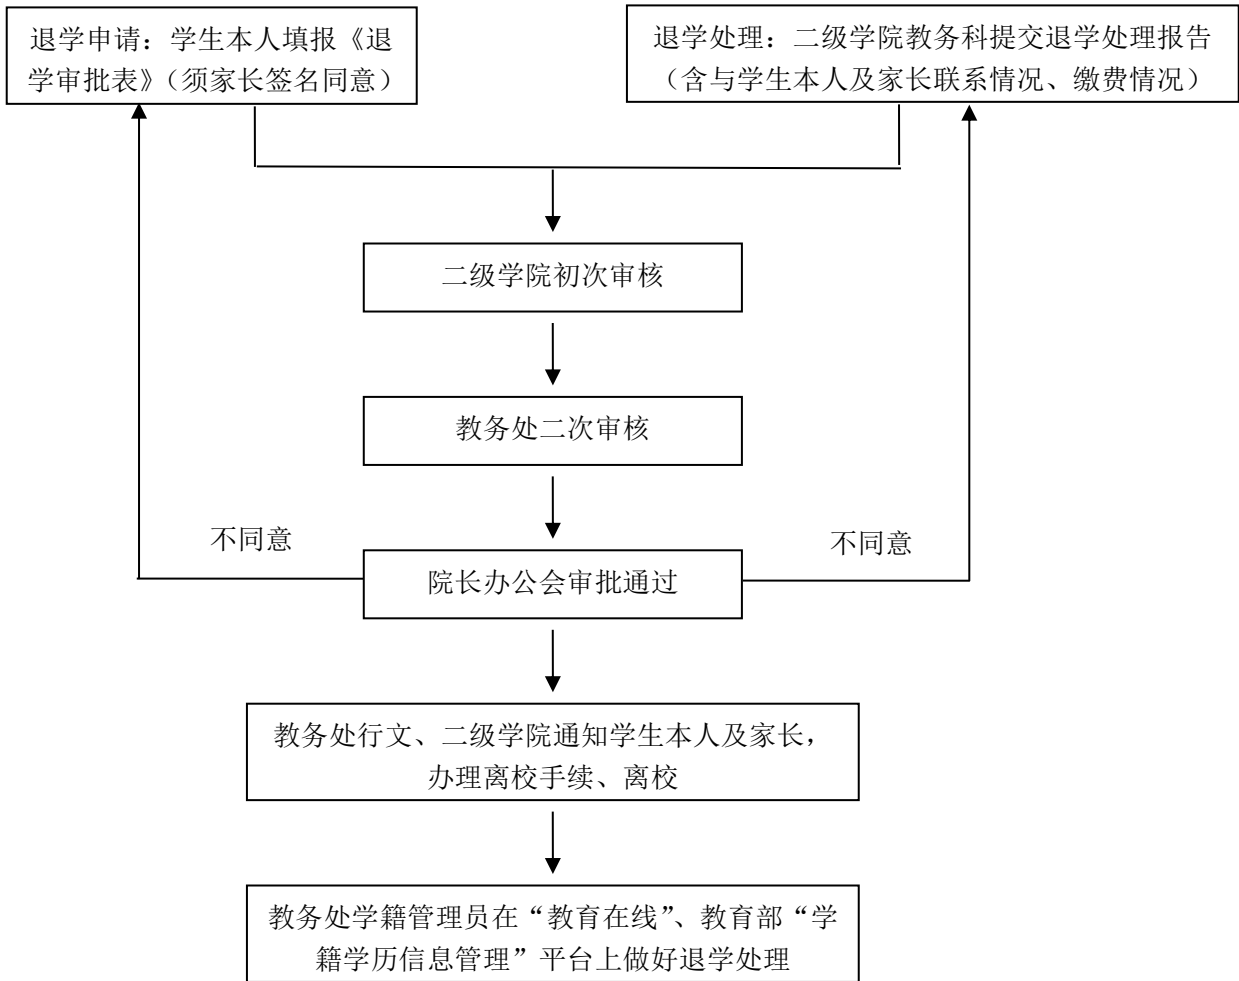 退学申请：学生本人填报《退
学审批表》（须家长签名同意）
退学处理：二级学院教务科提交退学处理报告
（含与学生本人及家长联系情况、缴费情况）
二级学院初次审核
教务处二次审核
不同意
不同意
院长办公会审批通过
教务处行文、二级学院通知学生本人及家长，
办理离校手续、离校
教务处学籍管理员在“教育在线”、教育部“学
籍学历信息管理”平台上做好退学处理